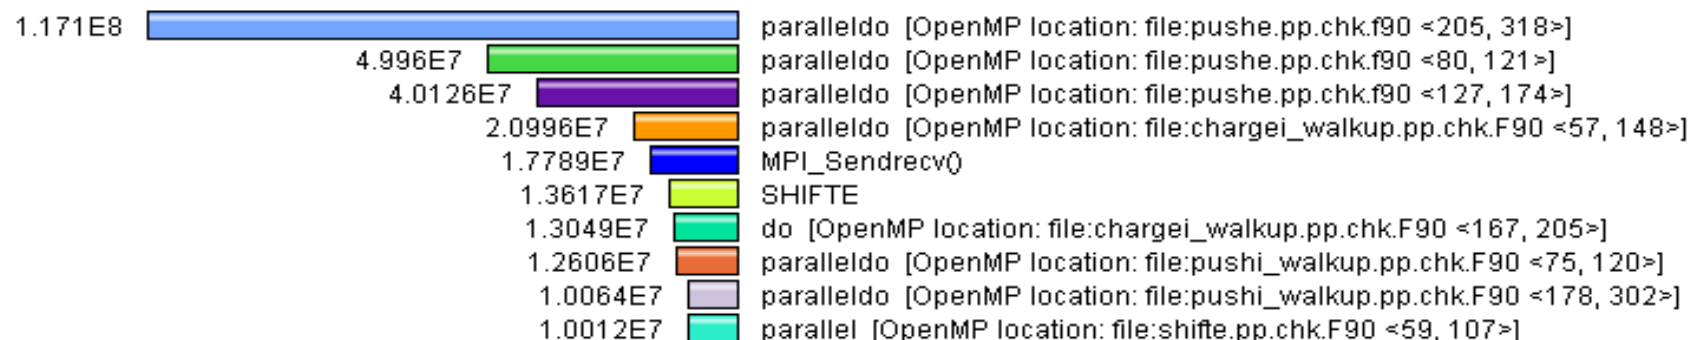 1.171E8 paralleldo [OpenMP location: file:pushe.pp.chk.f90 <205, 318>]
4.996E7 paralleldo [OpenMP location: file:pushe.pp.chk.f90 <80, 121>]
4.0126E7 paralleldo [OpenMP location: file:pushe.pp.chk.f90 <127, 174>]
2.0996E7 paralleldo [OpenMP location: file:chargei_walkup.pp.chk.F90 <57, 148>]
1.7789E7 MPI_Sendrecv()
1.3617E7 SHIFTE
1.3049E7 do [OpenMP location: file:chargei_walkup.pp.chk.F90 <167, 205>]
1.2606E7 paralleldo [OpenMP location: file:pushi_walkup.pp.chk.F90 <75, 120>]
1.0064E7 paralleldo [OpenMP location: file:pushi_walkup.pp.chk.F90 <178, 302>]
1.0012E7 parallel [OpenMP location: file:shifte.pp.chk.F90 <59, 107>]